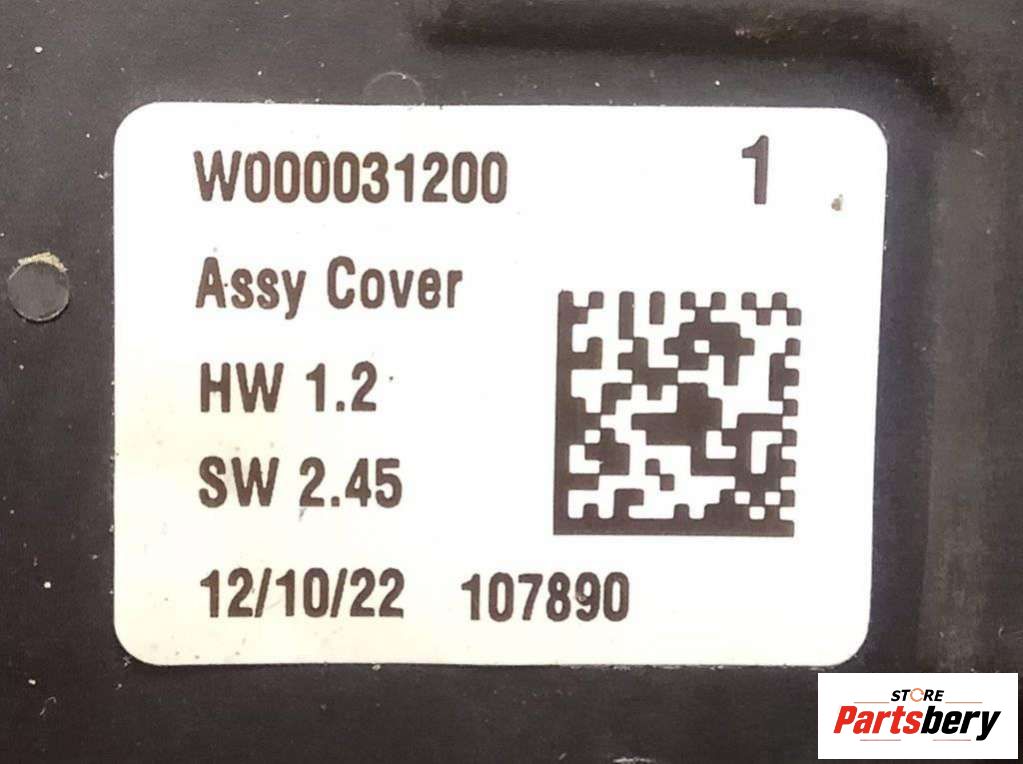 W000031200 1
Assy Cover
HW 1.2
SW 2.45
12/10/22 107890
STORE
Partsbery